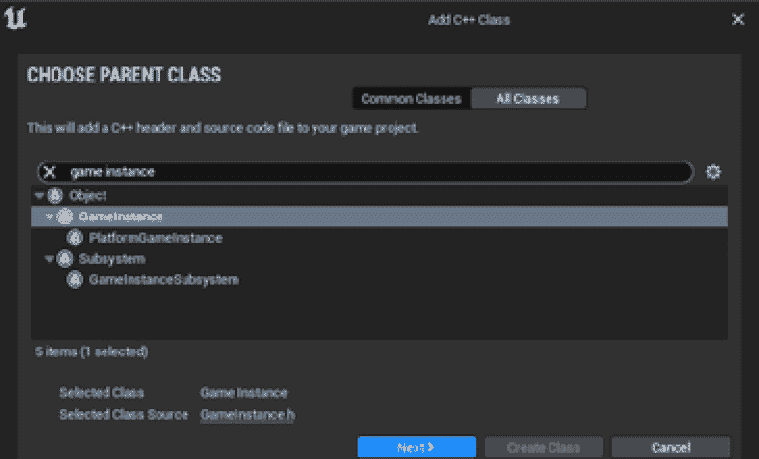 Add C++ Class
CHOOSE PARENT CLASS
Common Classes All Classes
This will add a C++ header and source code file to your game project.
game instance
Object
GameInstance
PlatformGameInstance
Subsystem
GameInstanceSubsystem
5 items (1 selected)
Selected Class Game Instance
Selected Class Source GameInstance.h
Next Create Class Cancel